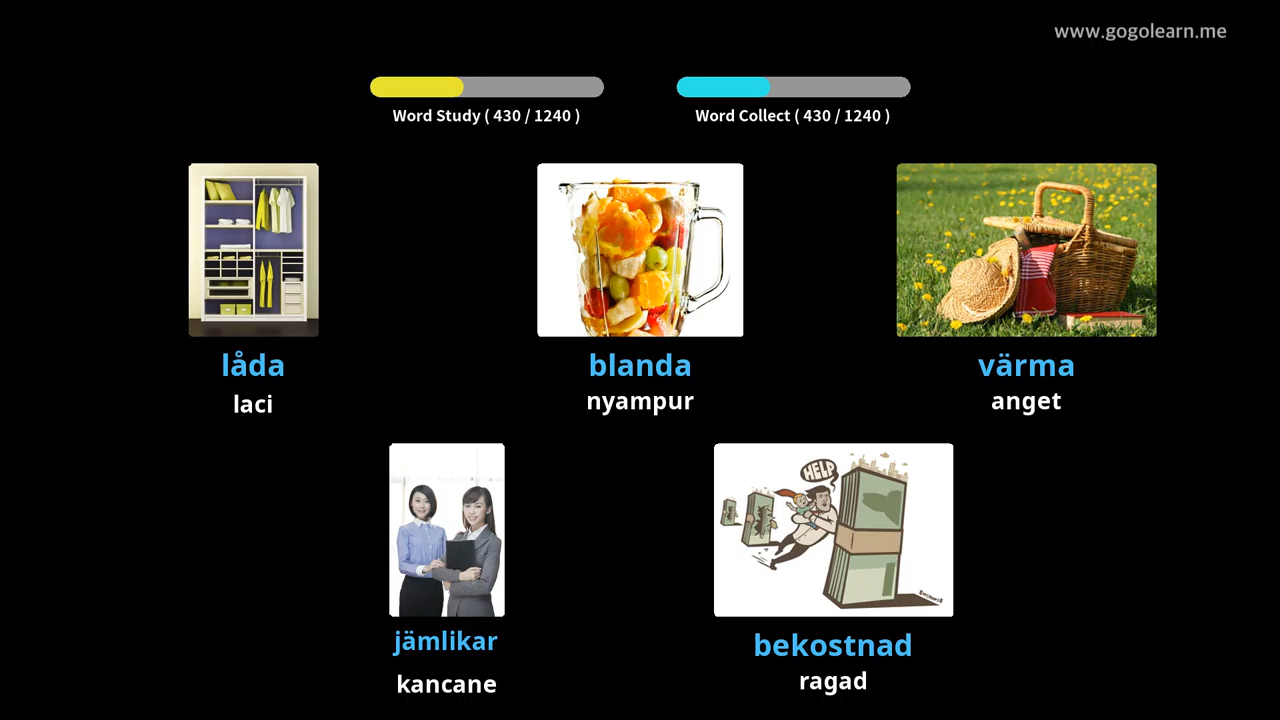 www.gogolearn.me
Word Study ( 430 / 1240 )
Word Collect ( 430 / 1240 )
låda
laci
blanda
nyampur
värma
anget
HELP
jämlikar
kancane
bekostnad
ragad